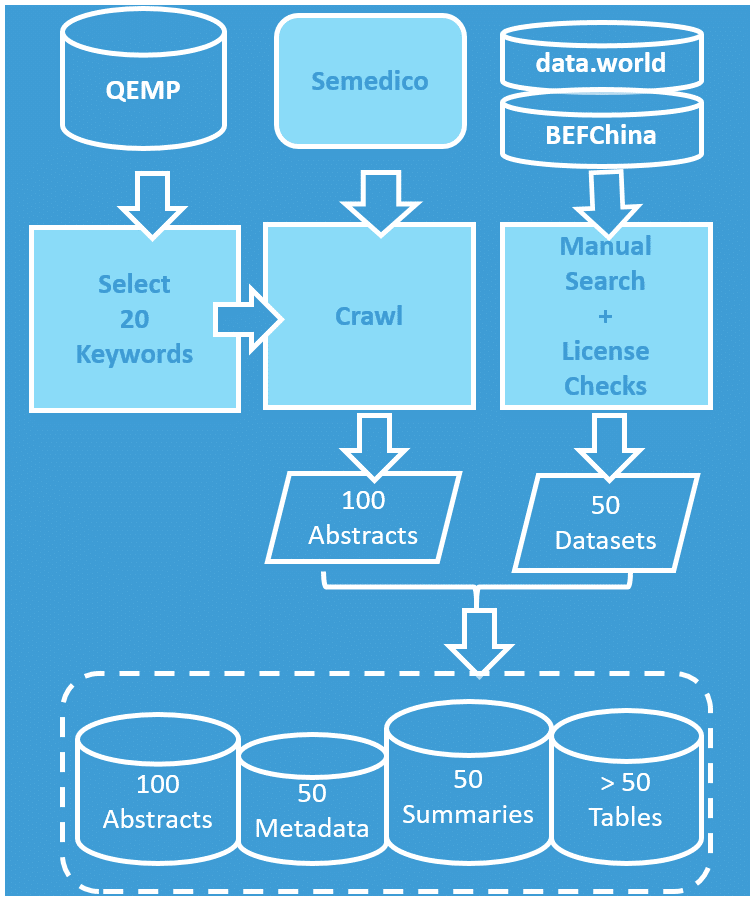 QEMP
Semedico
data.world
BEFChina
Select
20
Keywords
Crawl
Manual
Search
+
License
Checks
100
Abstracts
50
Datasets
100
Abstracts
50
Metadata
50
Summaries
> 50
Tables